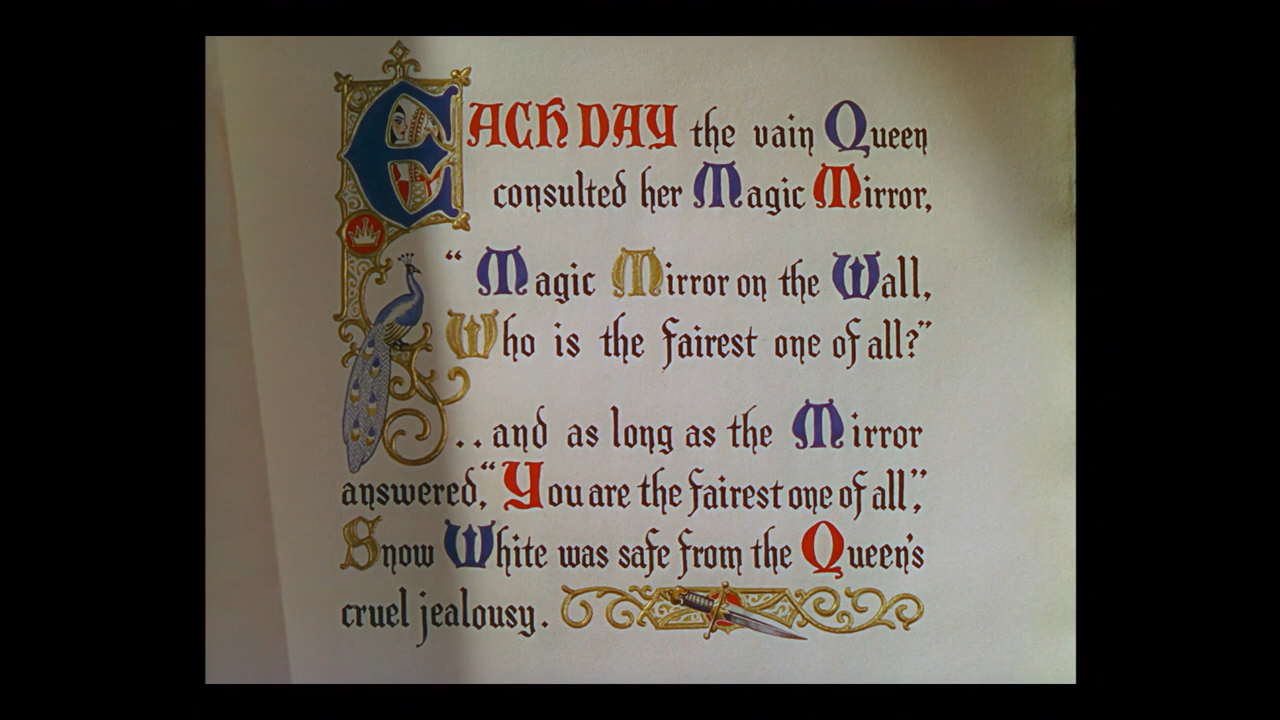 EACH DAY the vain Queen
consulted her Magic Mirror,
“Magic Mirror on the Wall,
Who is the fairest one of all?”
..and as long as the Mirror
answered, “You are the fairest one of all”,
Snow White was safe from the Queen's
cruel jealousy.